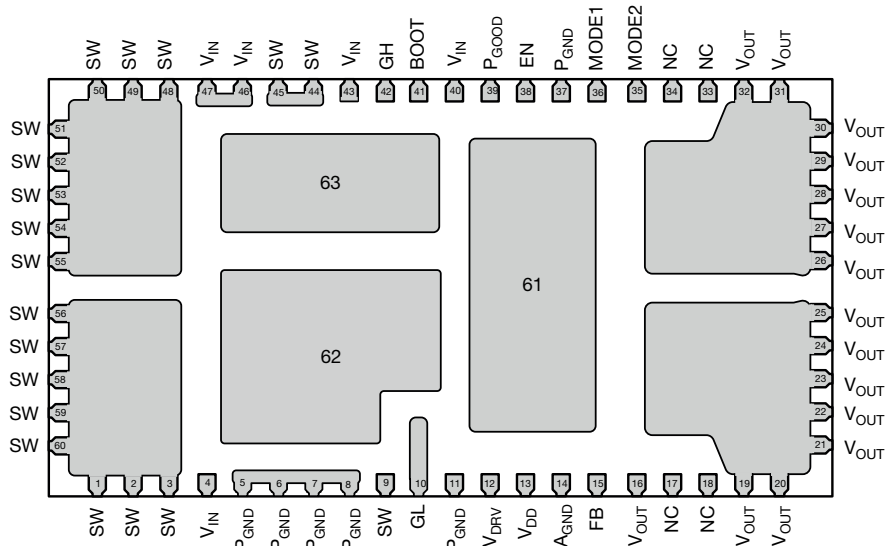 SW SW SW VIN VIN SW SW VIN GH BOOT VIN PGOOD EN PGND MODE1 MODE2 NC NC VOUT VOUT
50 49 48 47 46 45 44 43 42 41 40 39 38 37 36 35 34 33 32 31
SW 51 30 VOUT
SW 52 29 VOUT
SW 53 63 28 VOUT
SW 54 27 VOUT
SW 55 26 VOUT
61
SW 56 25 VOUT
SW 57 62 24 VOUT
SW 58 23 VOUT
SW 59 22 VOUT
SW 60 21 VOUT
1 2 3 4 5 6 7 8 9 10 11 12 13 14 15 16 17 18 19 20
SW SW SW VIN PGND PGND PGND PGND SW GL PGND VDRV VDD AGND FB VOUT NC NC VOUT VOUT